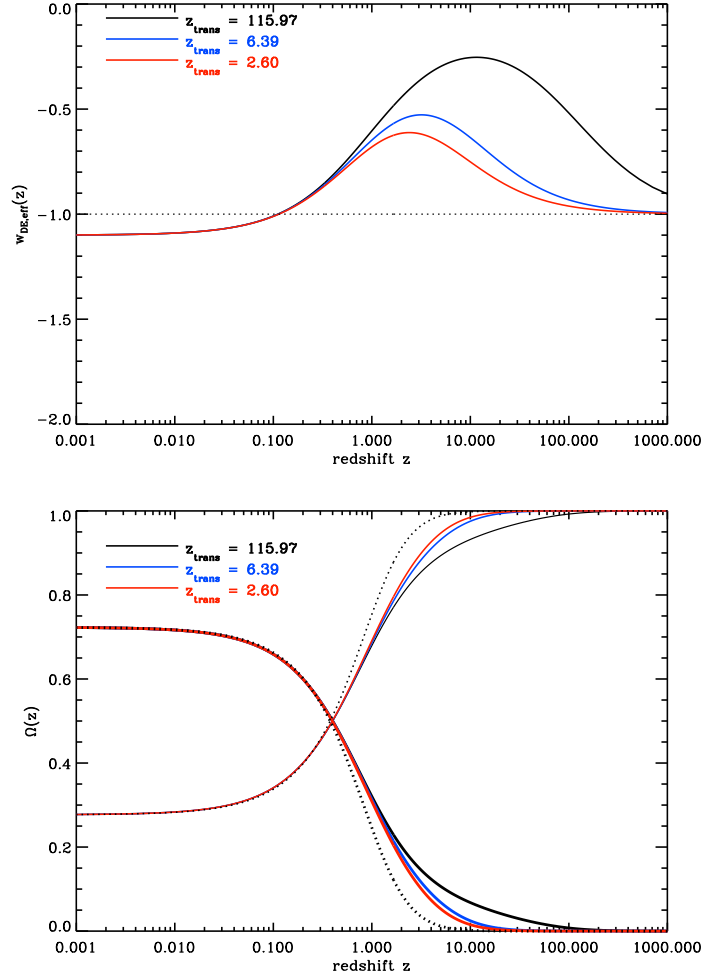 0.0
z_trans = 115.97
z_trans = 6.39
z_trans = 2.60
−0.5
−1.0
−1.5
−2.0
w_DE,eff(z)
0.001 0.010 0.100 1.000 10.000 100.000 1000.000
redshift z
1.0
z_trans = 115.97
z_trans = 6.39
z_trans = 2.60
0.8
0.6
0.4
0.2
0.0
Ω(z)
0.001 0.010 0.100 1.000 10.000 100.000 1000.000
redshift z